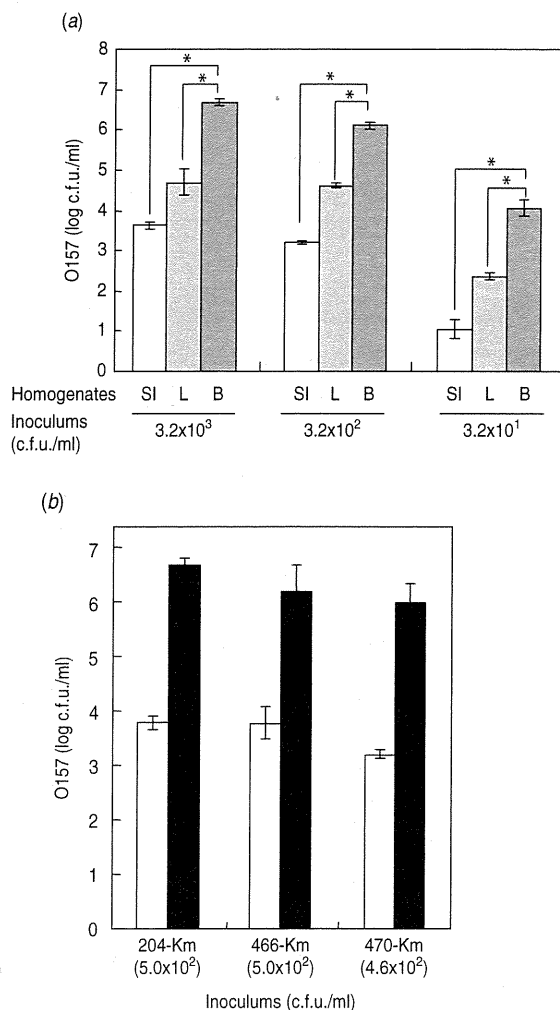 (a)
8
7
6
5
4
3
2
1
0
O157 (log c.f.u./ml)
* * * * * *
Homogenates SI L B SI L B SI L B
Inoculums (c.f.u./ml) 3.2x10³ 3.2x10² 3.2x10¹
(b)
7
6
5
4
3
2
1
0
O157 (log c.f.u./ml)
204-Km 466-Km 470-Km
(5.0x10²) (5.0x10²) (4.6x10²)
Inoculums (c.f.u./ml)